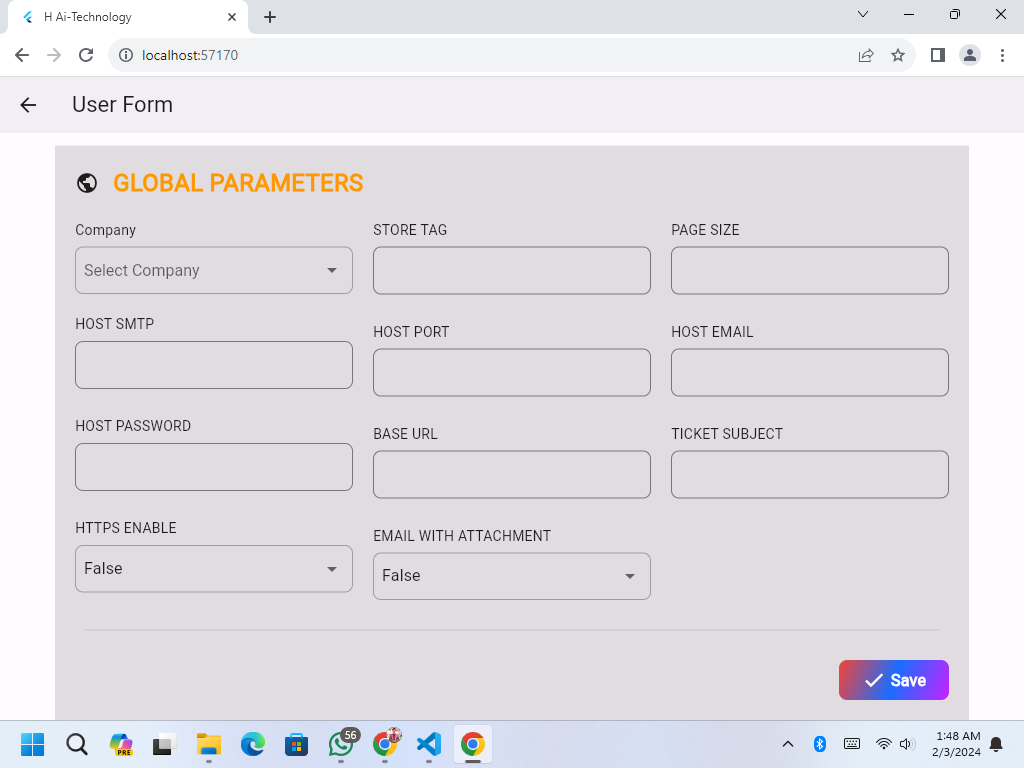 H Ai-Technology
localhost:57170
User Form
GLOBAL PARAMETERS
Company
STORE TAG
PAGE SIZE
Select Company
HOST SMTP
HOST PORT
HOST EMAIL
HOST PASSWORD
BASE URL
TICKET SUBJECT
HTTPS ENABLE
EMAIL WITH ATTACHMENT
False
False
Save
PRE
56
1:48 AM
2/3/2024